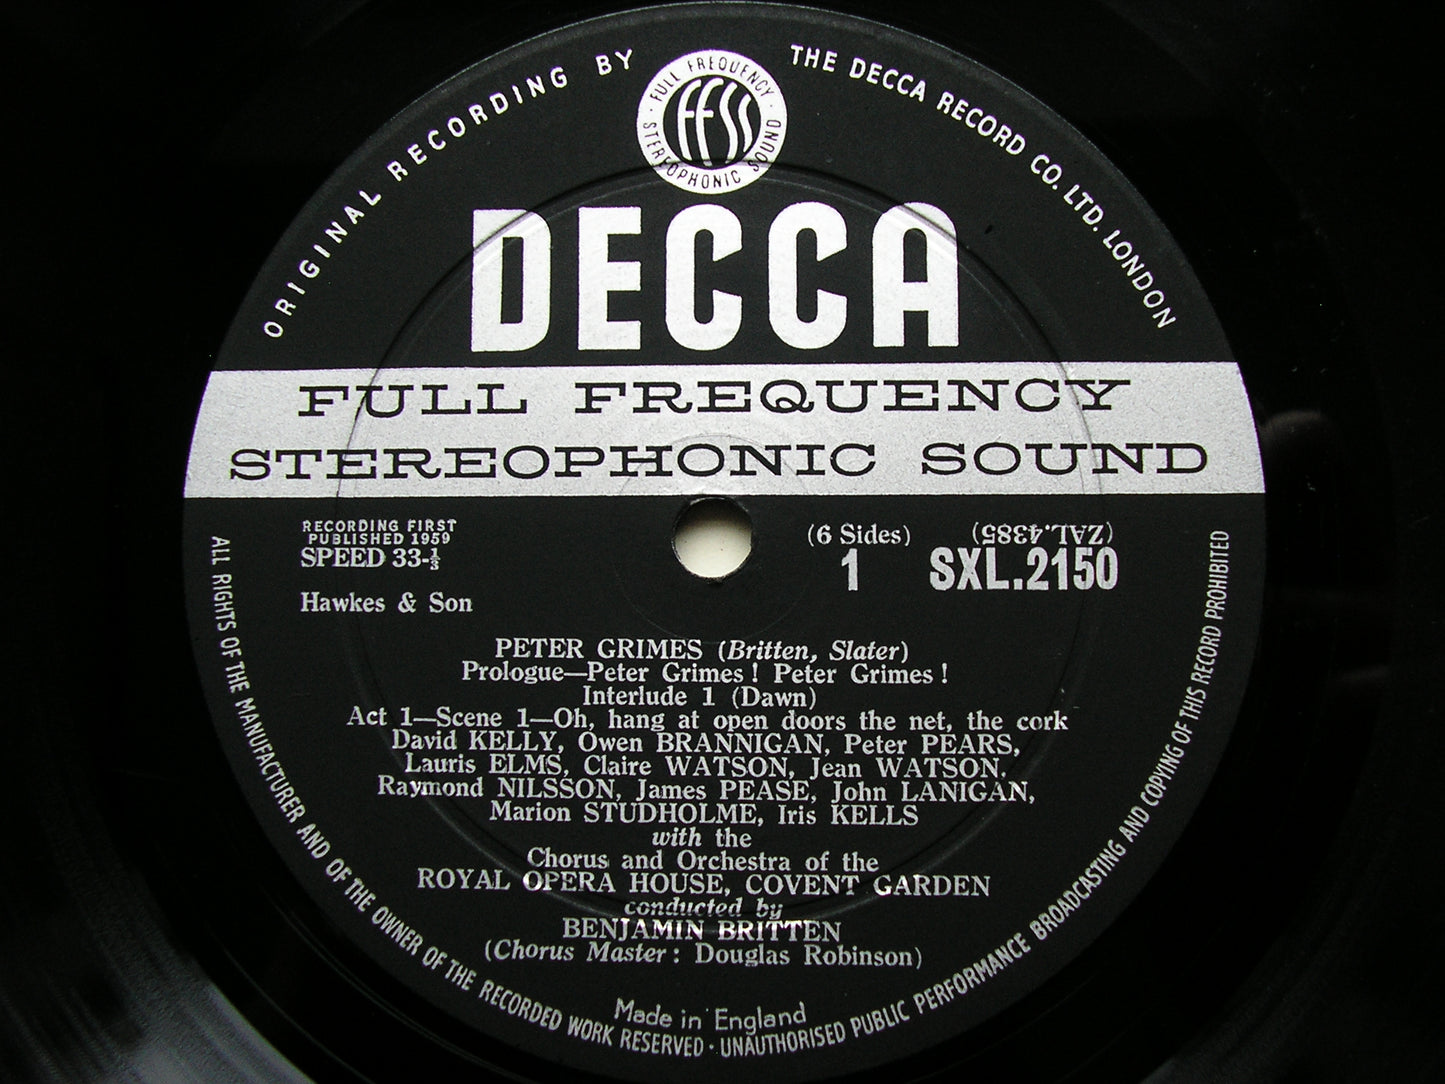 ORIGINAL RECORDING BY
THE DECCA RECORD CO. LTD. LONDON
FULL FREQUENCY
STEREOPHONIC SOUND
FFSS
DECCA
FULL FREQUENCY
STEREOPHONIC SOUND
RECORDING FIRST
PUBLISHED 1959
SPEED 33-⅓
Hawkes & Son
(6 Sides)
1
(ZAL.4385)
SXL.2150
PETER GRIMES (Britten, Slater)
Prologue—Peter Grimes! Peter Grimes!
Interlude 1 (Dawn)
Act 1—Scene 1—Oh, hang at open doors the net, the cork
David KELLY, Owen BRANNIGAN, Peter PEARS,
Lauris ELMS, Claire WATSON, Jean WATSON,
Raymond NILSSON, James PEASE, John LANIGAN,
Marion STUDHOLME, Iris KELLS
with the
Chorus and Orchestra of the
ROYAL OPERA HOUSE, COVENT GARDEN
conducted by
BENJAMIN BRITTEN
(Chorus Master: Douglas Robinson)
Made in England
ALL RIGHTS OF THE MANUFACTURER AND OF THE OWNER OF THE RECORDED WORK RESERVED · UNAUTHORISED PUBLIC PERFORMANCE BROADCASTING AND COPYING OF THIS RECORD PROHIBITED